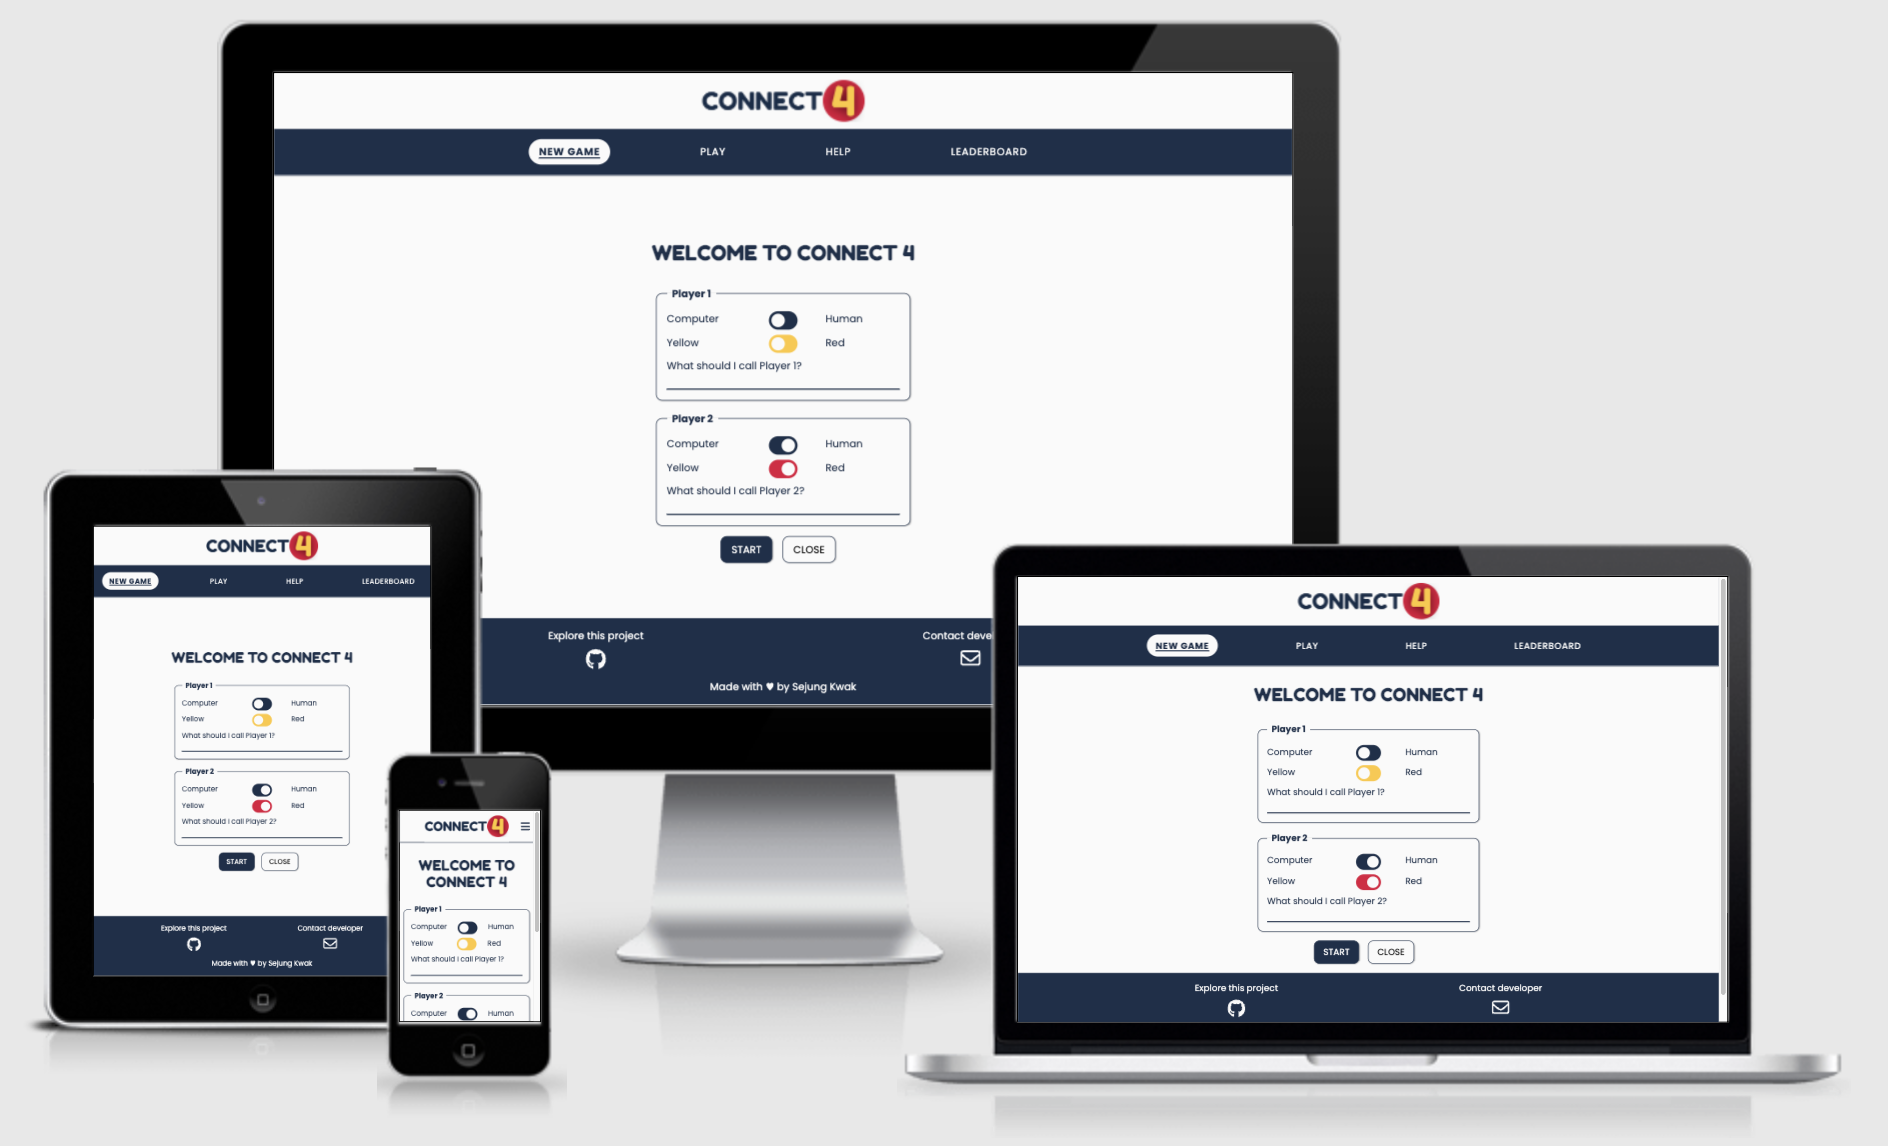 CONNECT 4
NEW GAME PLAY HELP LEADERBOARD
WELCOME TO CONNECT 4
Player 1
Computer Human
Yellow Red
What should I call Player 1?
Player 2
Computer Human
Yellow Red
What should I call Player 2?
START CLOSE
Explore this project Contact deve
Made with ♥ by Sejung Kwak
CONNECT 4
NEW GAME PLAY HELP LEADERBOARD
WELCOME TO CONNECT 4
Player 1
Computer Human
Yellow Red
What should I call Player 1?
Player 2
Computer Human
Yellow Red
What should I call Player 2?
START CLOSE
Explore this project Contact developer
Made with ♥ by Sejung Kwak
CONNECT 4
WELCOME TO
CONNECT 4
Player 1
Computer Human
Yellow Red
What should I call Player 1?
Player 2
Computer Human
CONNECT 4
NEW GAME PLAY HELP LEADERBOARD
WELCOME TO CONNECT 4
Player 1
Computer Human
Yellow Red
What should I call Player 1?
Player 2
Computer Human
Yellow Red
What should I call Player 2?
START CLOSE
Explore this project Contact developer